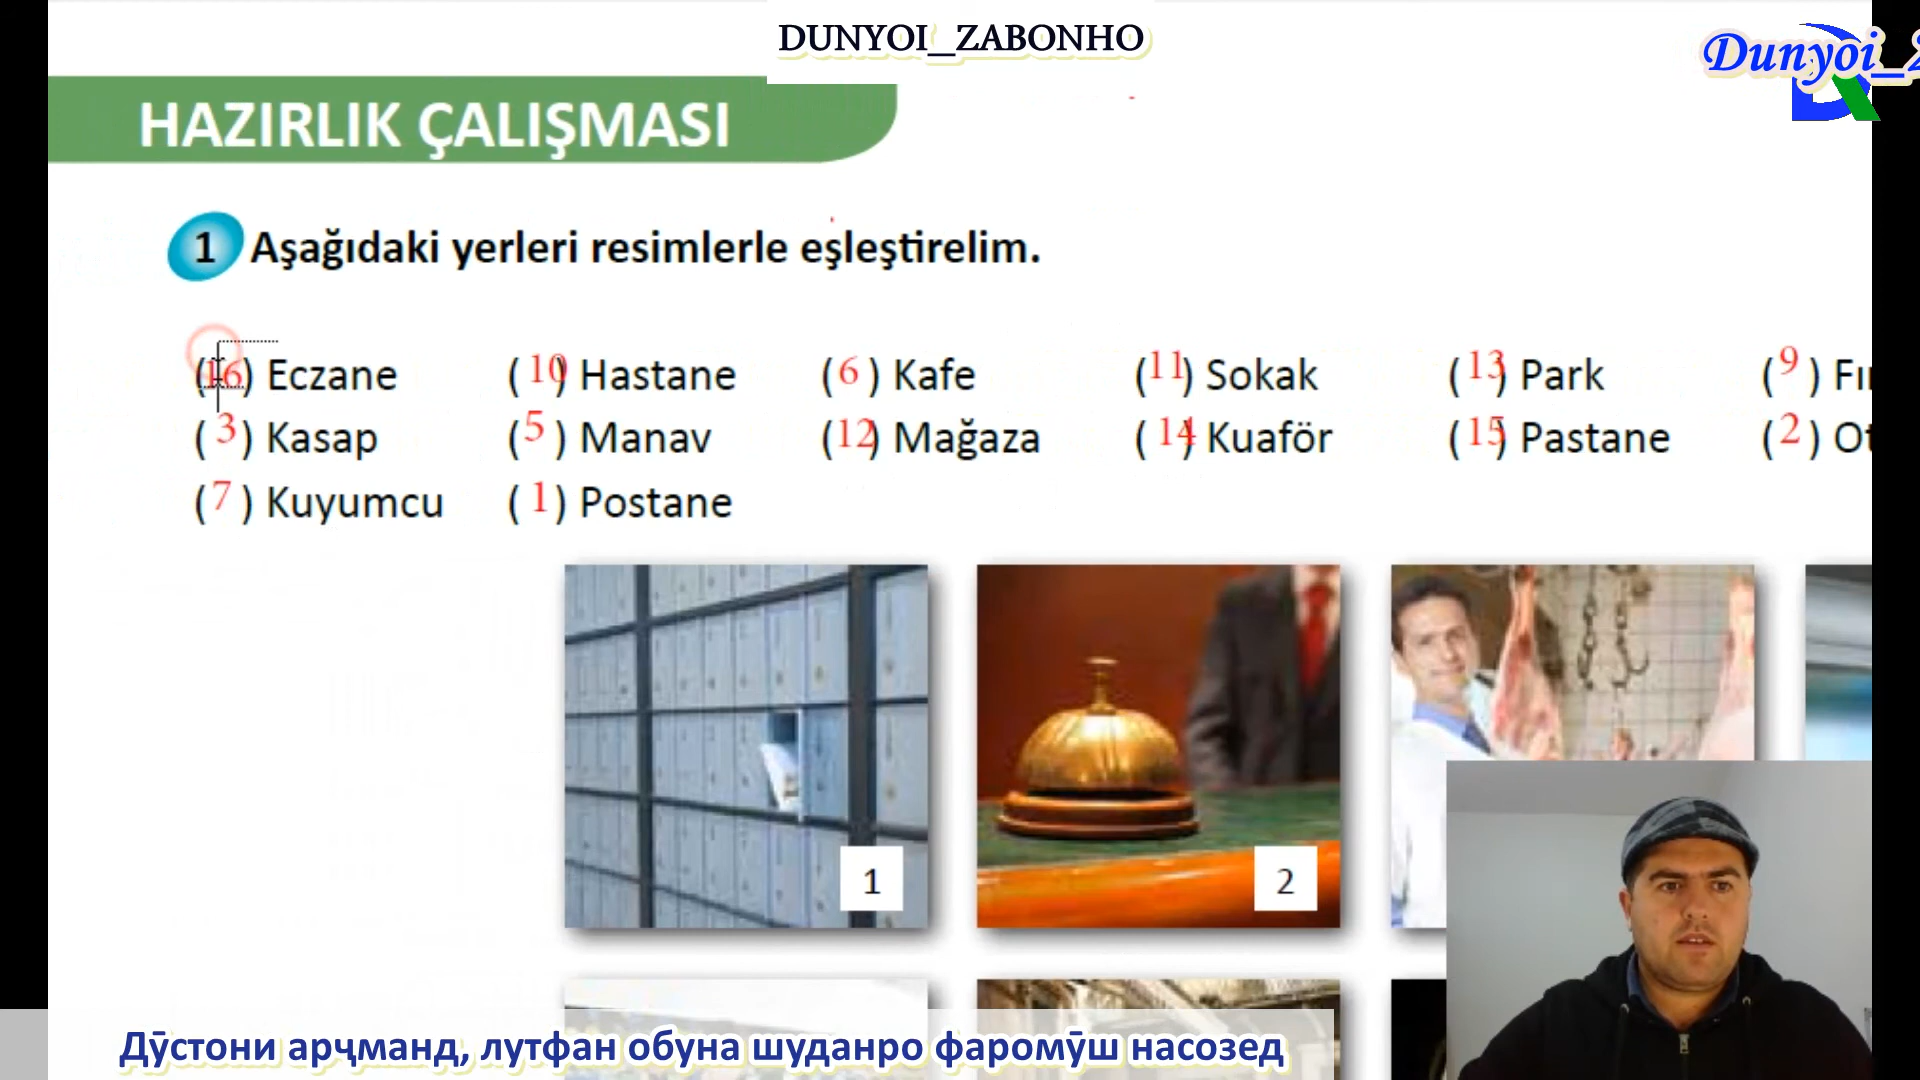 DUNYOI_ZABONHO
Dunyoi_
HAZIRLIK ÇALIŞMASI
1 Aşağıdaki yerleri resimlerle eşleştirelim.
(16) Eczane (10) Hastane (6) Kafe (11) Sokak (13) Park (9)
(3) Kasap (5) Manav (12) Mağaza (14) Kuaför (15) Pastane (2)
(7) Kuyumcu (1) Postane
1
2
Дӯстони арҷманд, лутфан обуна шуданро фаромӯш насозед